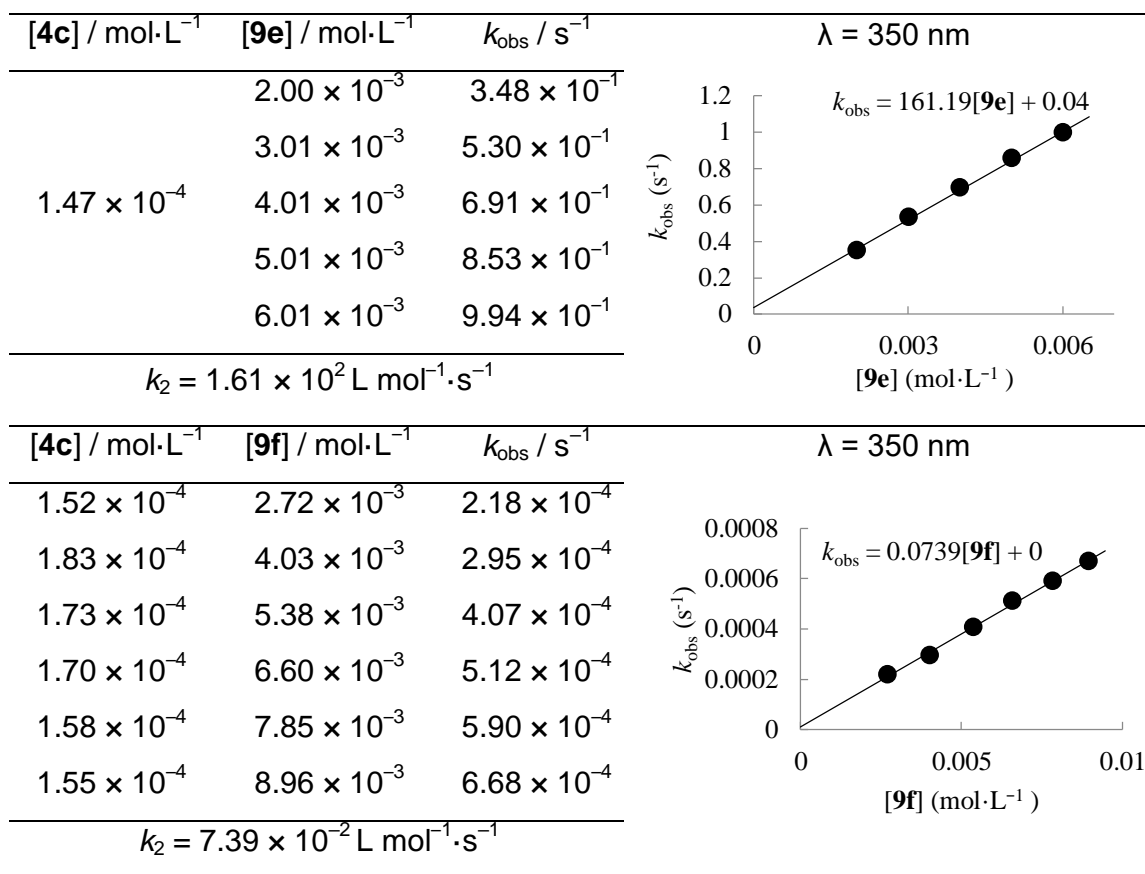 [4c] / mol·L⁻¹ [9e] / mol·L⁻¹ kobs / s⁻¹ λ = 350 nm
2.00 × 10⁻³ 3.48 × 10⁻¹
3.01 × 10⁻³ 5.30 × 10⁻¹
1.47 × 10⁻⁴ 4.01 × 10⁻³ 6.91 × 10⁻¹
5.01 × 10⁻³ 8.53 × 10⁻¹
6.01 × 10⁻³ 9.94 × 10⁻¹
k₂ = 1.61 × 10² L mol⁻¹·s⁻¹
kobs = 161.19[9e] + 0.04
kobs (s⁻¹)
1.2
1
0.8
0.6
0.4
0.2
0
0 0.003 0.006
[9e] (mol·L⁻¹ )
[4c] / mol·L⁻¹ [9f] / mol·L⁻¹ kobs / s⁻¹ λ = 350 nm
1.52 × 10⁻⁴ 2.72 × 10⁻³ 2.18 × 10⁻⁴
1.83 × 10⁻⁴ 4.03 × 10⁻³ 2.95 × 10⁻⁴
1.73 × 10⁻⁴ 5.38 × 10⁻³ 4.07 × 10⁻⁴
1.70 × 10⁻⁴ 6.60 × 10⁻³ 5.12 × 10⁻⁴
1.58 × 10⁻⁴ 7.85 × 10⁻³ 5.90 × 10⁻⁴
1.55 × 10⁻⁴ 8.96 × 10⁻³ 6.68 × 10⁻⁴
k₂ = 7.39 × 10⁻² L mol⁻¹·s⁻¹
kobs = 0.0739[9f] + 0
kobs (s⁻¹)
0.0008
0.0006
0.0004
0.0002
0
0 0.005 0.01
[9f] (mol·L⁻¹ )